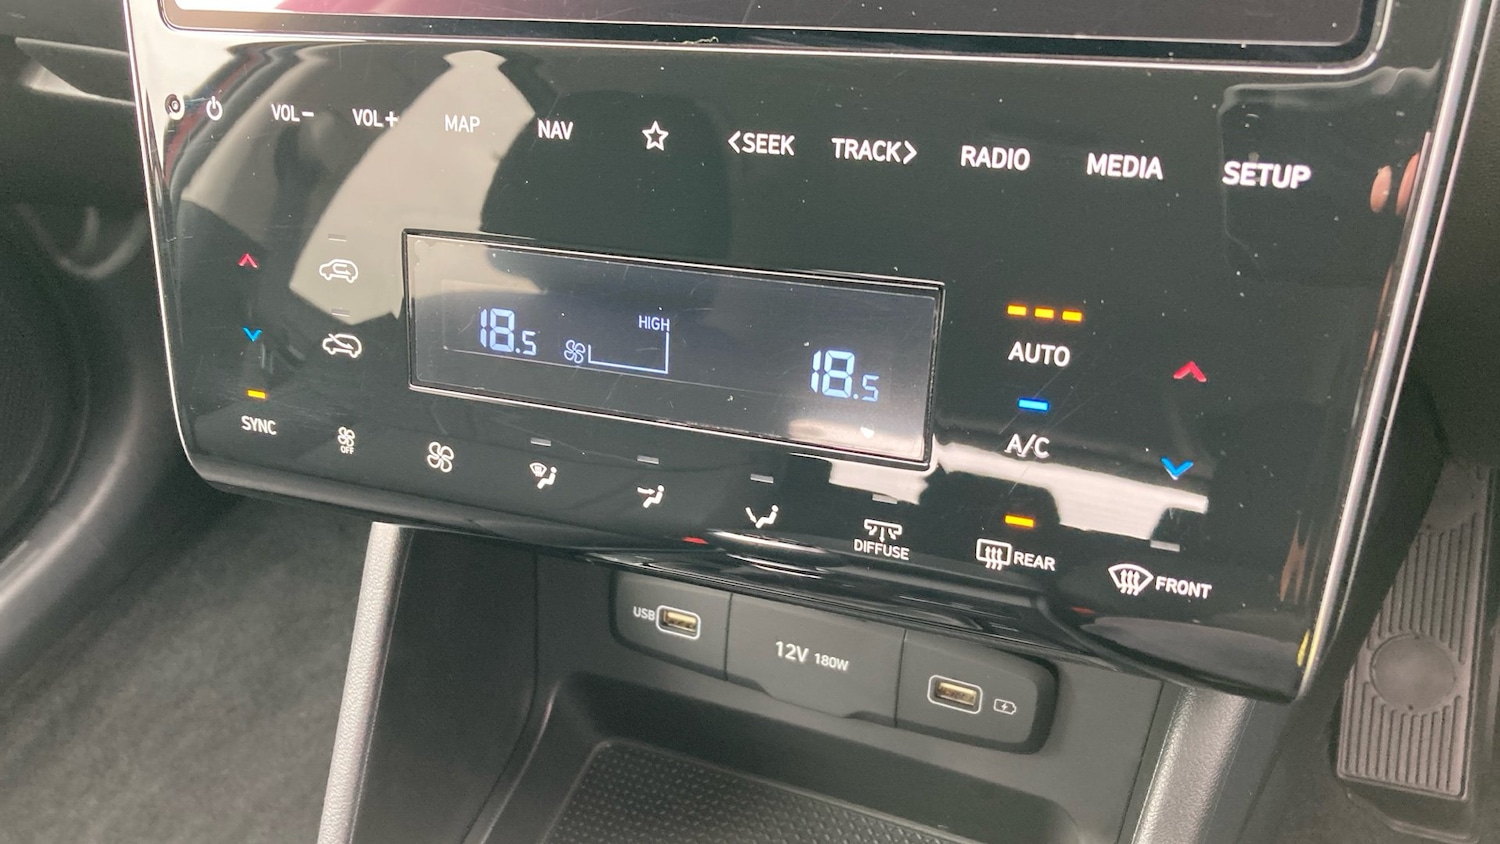 VOL− VOL+ MAP NAV <SEEK TRACK> RADIO MEDIA SETUP
HIGH
18.5 18.5
AUTO
A/C
SYNC
OFF
DIFFUSE
REAR
FRONT
USB
12V 180W